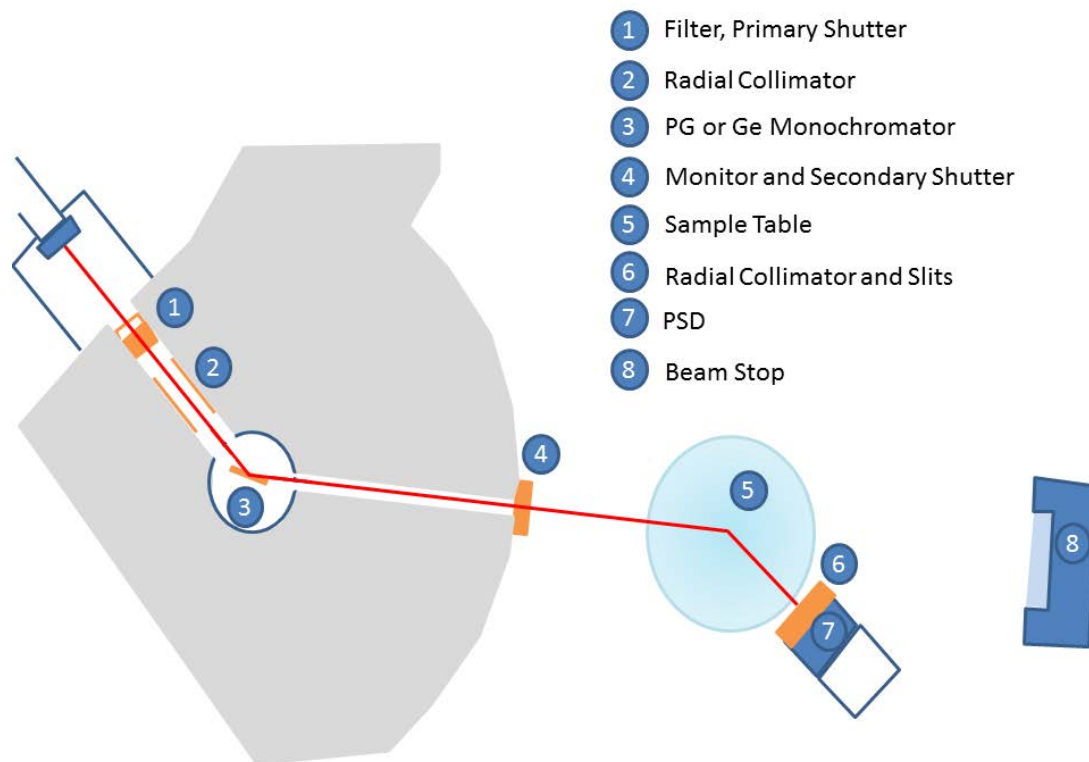 1 Filter, Primary Shutter
2 Radial Collimator
3 PG or Ge Monochromator
4 Monitor and Secondary Shutter
5 Sample Table
6 Radial Collimator and Slits
7 PSD
8 Beam Stop
1
2
3
4
5
6
7
8